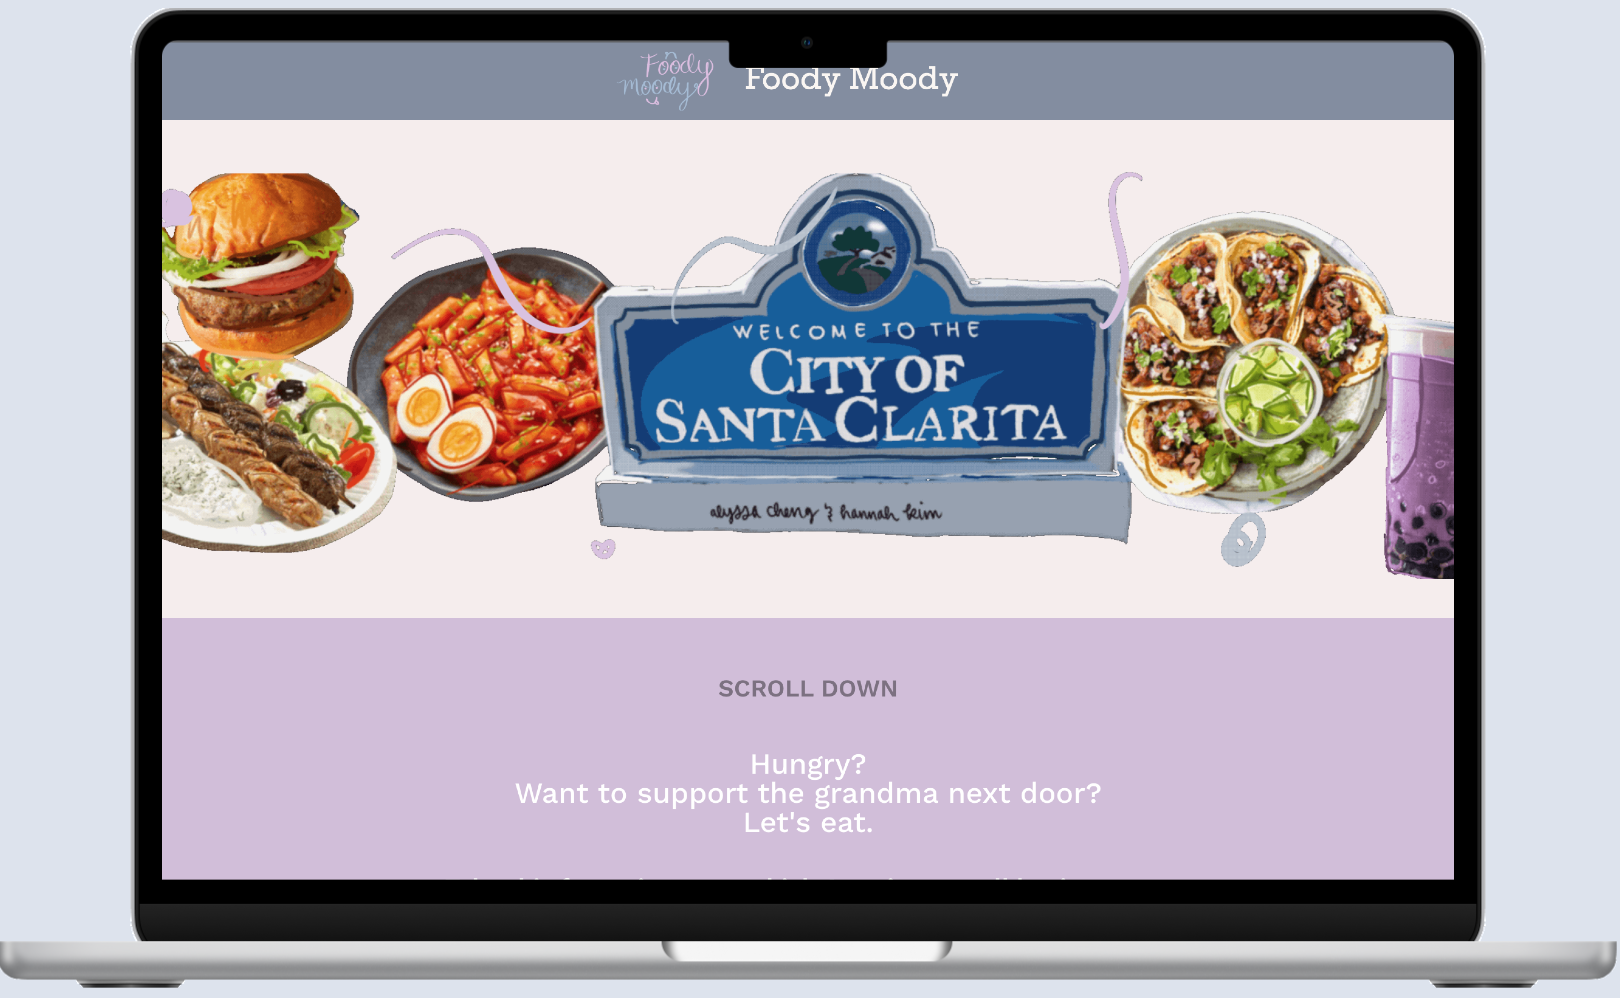 Foody
moody
Foody Moody
WELCOME TO THE
CITY OF
SANTA CLARITA
alyssa cheng & hannah kim
SCROLL DOWN
Hungry?
Want to support the grandma next door?
Let's eat.